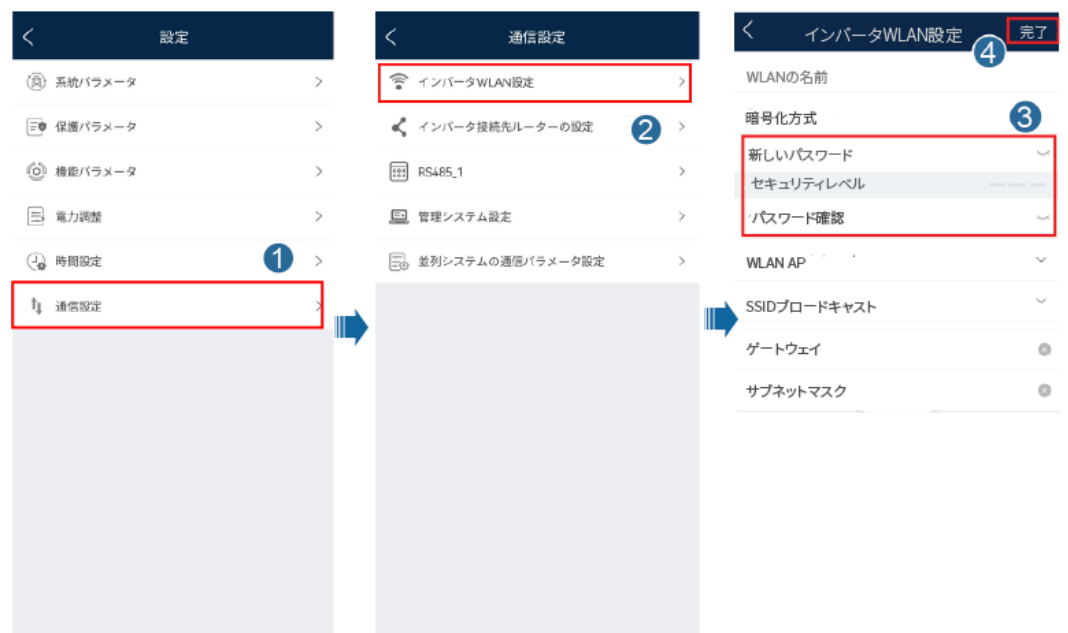 設定
系統パラメータ
保護パラメータ
機能パラメータ
電力調整
時間設定
1
通信設定
通信設定
インバータWLAN設定
インバータ接続先ルーターの設定
2
RS485_1
管理システム設定
並列システムの通信パラメータ設定
インバータWLAN設定
完了
4
WLANの名前
暗号化方式
3
新しいパスワード
セキュリティレベル
パスワード確認
WLAN AP
SSIDブロードキャスト
ゲートウェイ
サブネットマスク